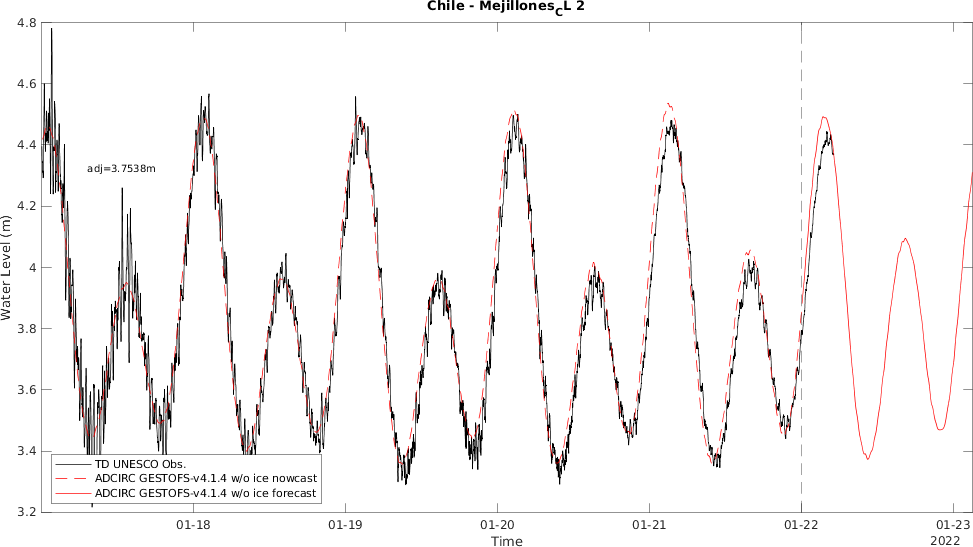 Chile - Mejillones_CL 2
4.8
4.6
4.4
4.2
4
3.8
3.6
3.4
3.2
Water Level (m)
adj=3.7538m
TD UNESCO Obs.
ADCIRC GESTOFS-v4.1.4 w/o ice nowcast
ADCIRC GESTOFS-v4.1.4 w/o ice forecast
01-18
01-19
01-20
01-21
01-22
01-23
Time
2022